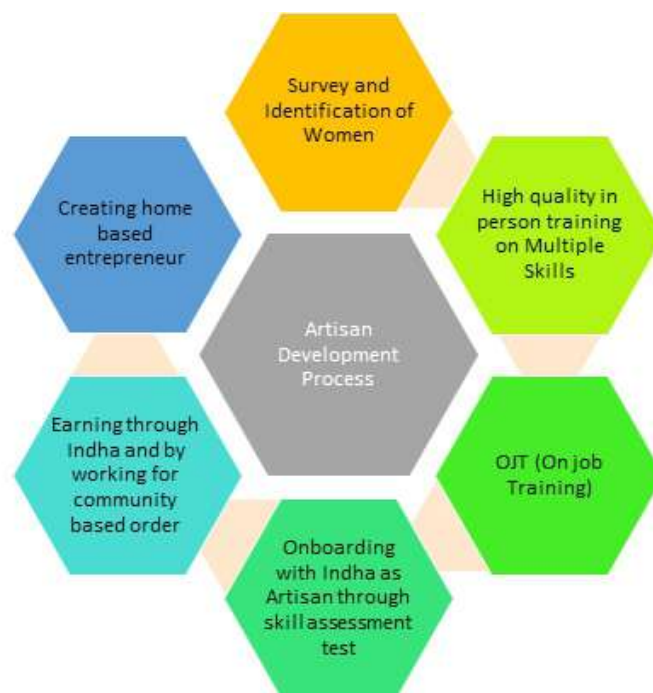 Survey and
Identification of
Women
High quality in
person training
on Multiple
Skills
OJT (On job
Training)
Onboarding
with Indha as
Artisan through
skill assessment
test
Earning through
Indha and by
working for
community
based order
Creating home
based
entrepreneur
Artisan
Development
Process